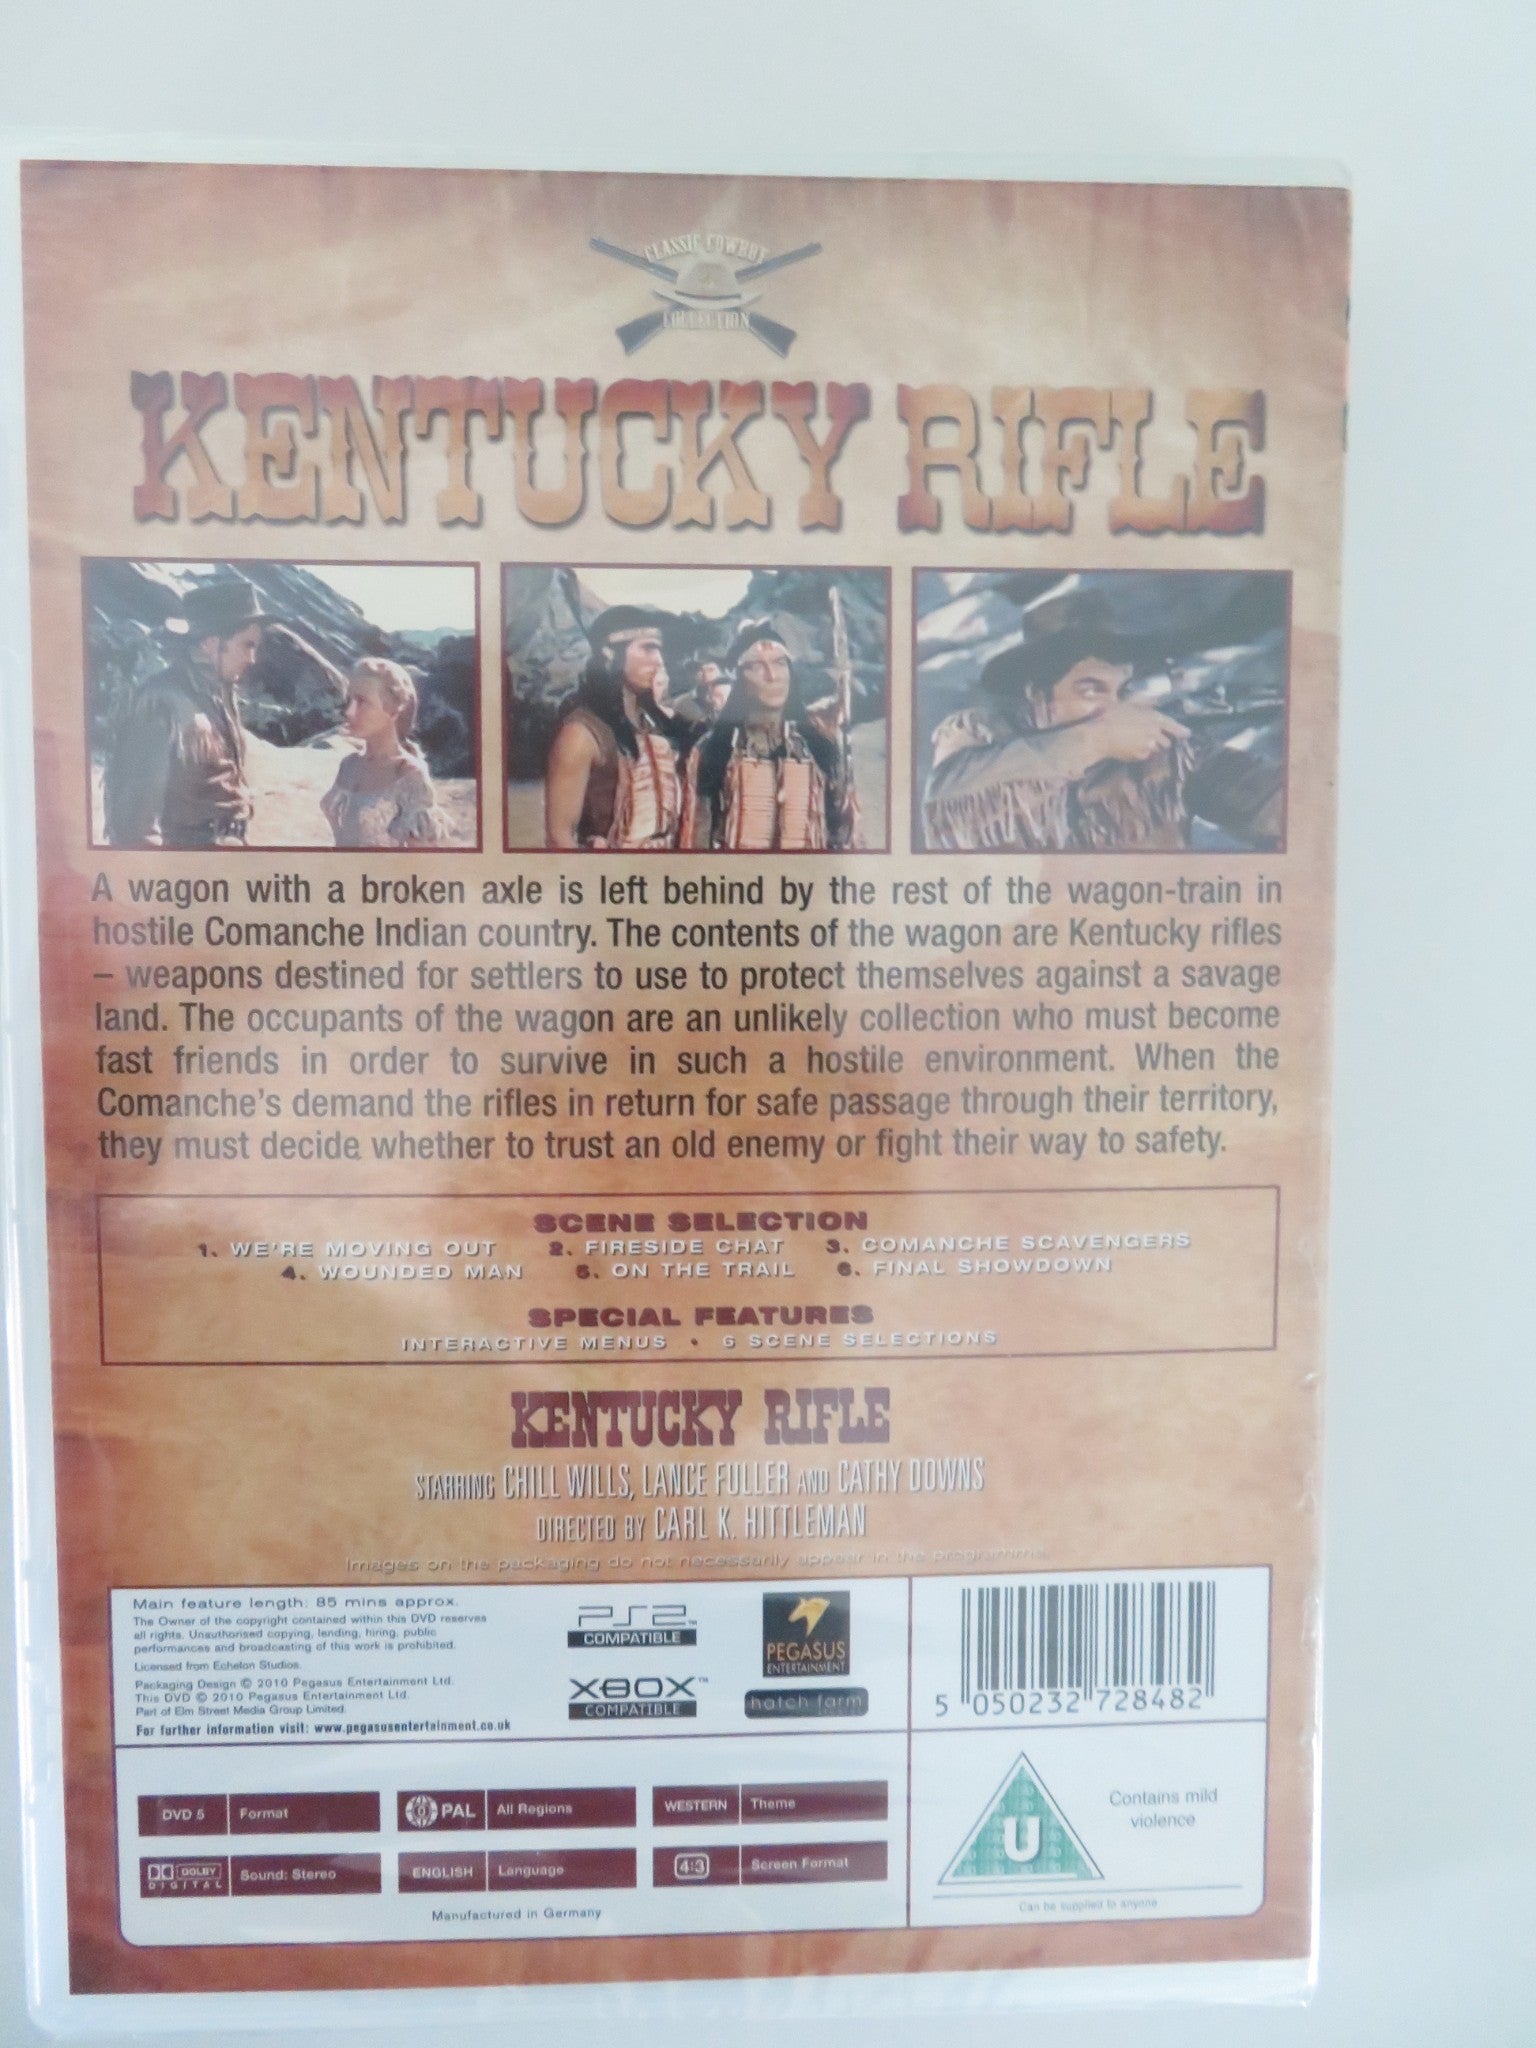 CLASSIC COWBOY
COLLECTION
KENTUCKY RIFLE
A wagon with a broken axle is left behind by the rest of the wagon-train in
hostile Comanche Indian country. The contents of the wagon are Kentucky rifles
– weapons destined for settlers to use to protect themselves against a savage
land. The occupants of the wagon are an unlikely collection who must become
fast friends in order to survive in such a hostile environment. When the
Comanche's demand the rifles in return for safe passage through their territory,
they must decide whether to trust an old enemy or fight their way to safety.
SCENE SELECTION
1. WE'RE MOVING OUT 2. FIRESIDE CHAT 3. COMANCHE SCAVENGERS
4. WOUNDED MAN 5. ON THE TRAIL 6. FINAL SHOWDOWN
SPECIAL FEATURES
INTERACTIVE MENUS • 6 SCENE SELECTIONS
KENTUCKY RIFLE
STARRING CHILL WILLS, LANCE FULLER AND CATHY DOWNS
DIRECTED BY CARL K. HITTLEMAN
Images on the packaging do not necessarily appear in the programme
Main feature length: 85 mins approx.
The Owner of the copyright contained within this DVD reserves
all rights. Unauthorised copying, lending, hiring, public
performances and broadcasting of this work is prohibited.
Licensed from Echelon Studios.
Packaging Design © 2010 Pegasus Entertainment Ltd.
This DVD © 2010 Pegasus Entertainment Ltd.
Part of Elm Street Media Group Limited.
For further information visit: www.pegasusentertainment.co.uk
PS2™
COMPATIBLE
XBOX™
COMPATIBLE
PEGASUS
ENTERTAINMENT
hatch farm
5 050232 728482
DVD 5 Format
0 PAL All Regions
WESTERN Theme
DOLBY
DIGITAL
Sound: Stereo
ENGLISH Language
4:3 Screen Format
Manufactured in Germany
U
Contains mild
violence
Can be supplied to anyone